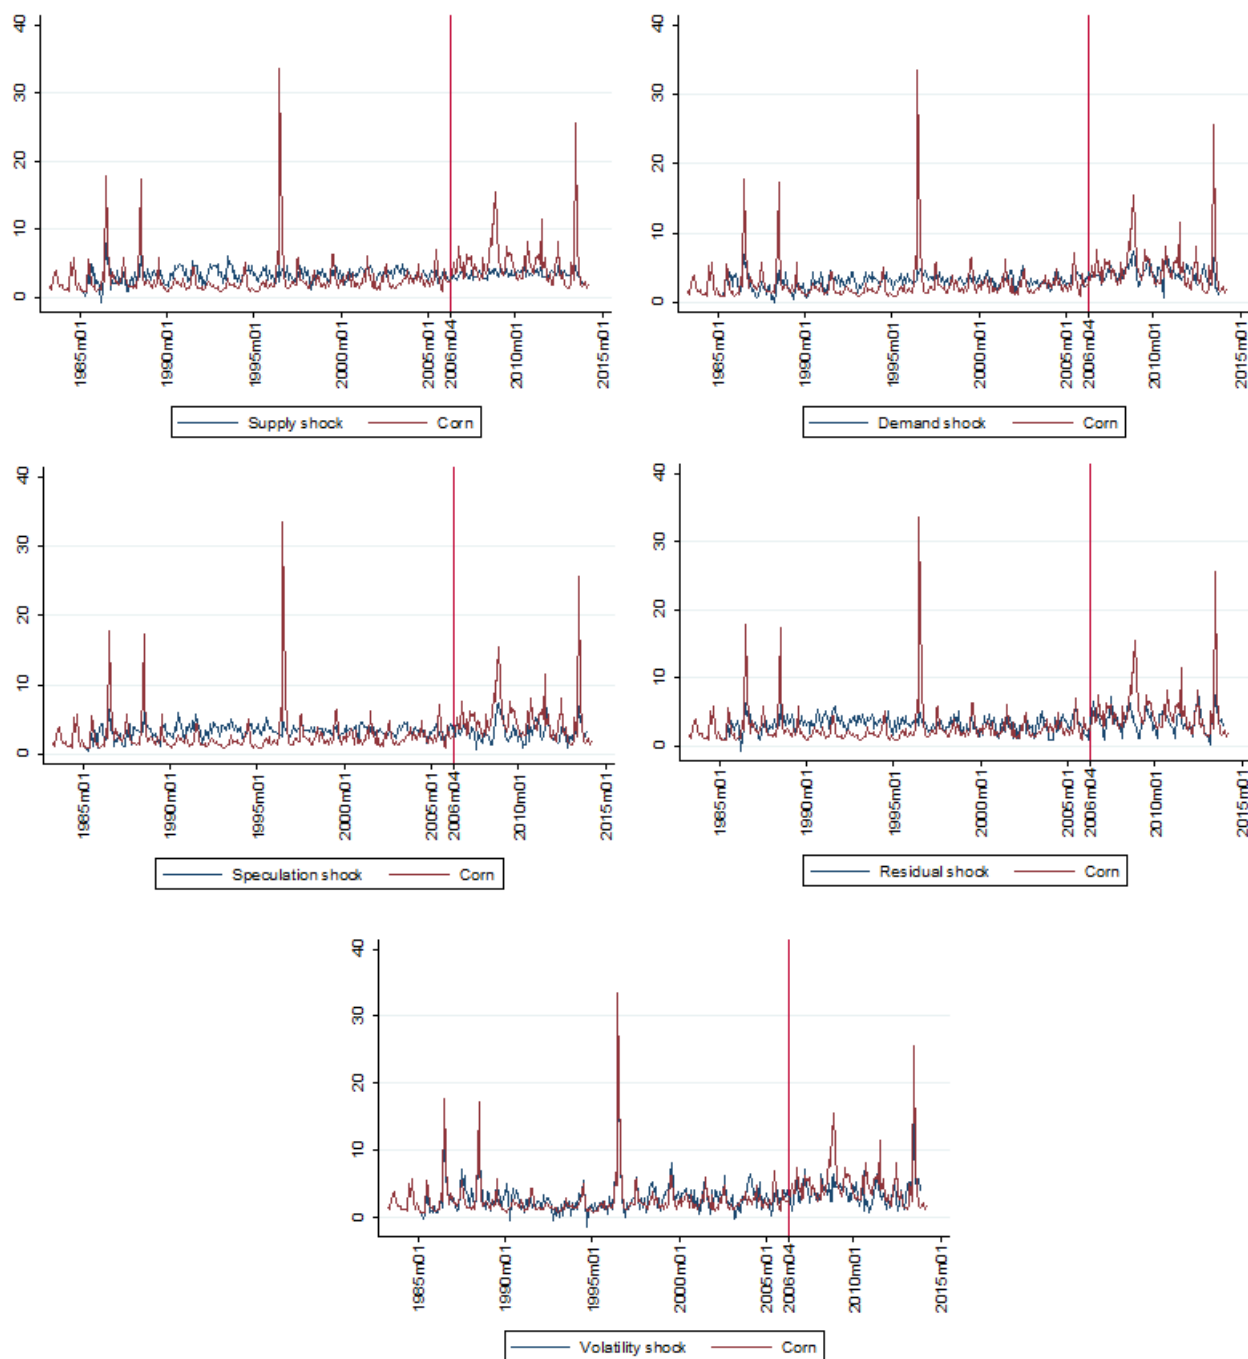 40
30
20
10
0
1985m01
1990m01
1995m01
2000m01
2005m01
2006m04
2010m01
2015m01
Supply shock Corn
40
30
20
10
0
1985m01
1990m01
1995m01
2000m01
2005m01
2006m04
2010m01
2015m01
Demand shock Corn
40
30
20
10
0
1985m01
1990m01
1995m01
2000m01
2005m01
2006m04
2010m01
2015m01
Speculation shock Corn
40
30
20
10
0
1985m01
1990m01
1995m01
2000m01
2005m01
2006m04
2010m01
2015m01
Residual shock Corn
40
30
20
10
0
1985m01
1990m01
1995m01
2000m01
2005m01
2006m04
2010m01
2015m01
Volatility shock Corn